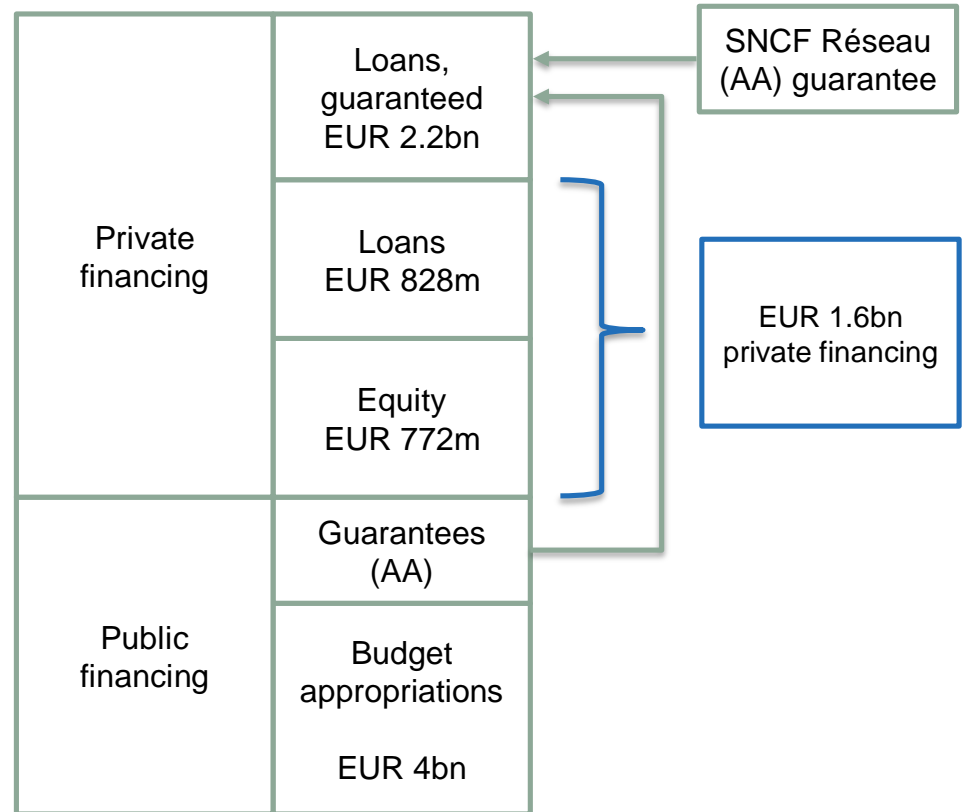 Private
financing
Loans,
guaranteed
EUR 2.2bn
Loans
EUR 828m
Equity
EUR 772m
Public
financing
Guarantees
(AA)
Budget
appropriations
EUR 4bn
SNCF Réseau
(AA) guarantee
EUR 1.6bn
private financing